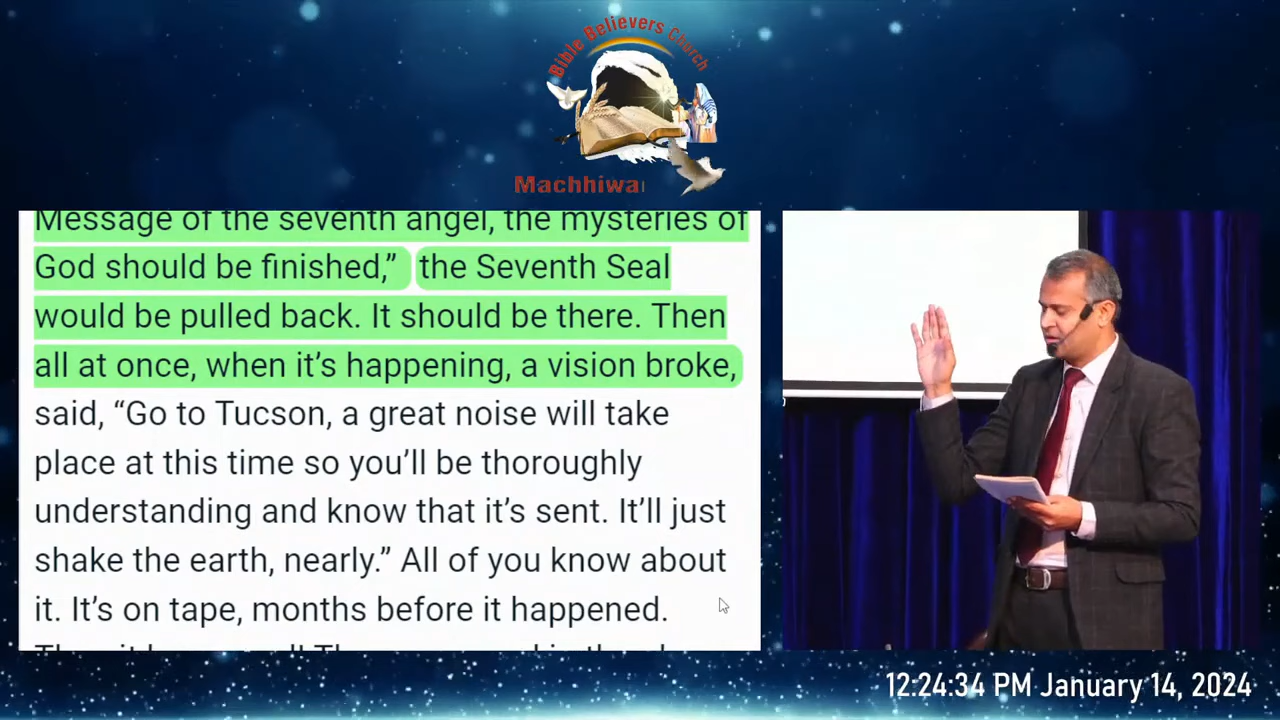 Bible Believers Church
Machhiwa
Message of the seventh angel, the mysteries of
God should be finished,” the Seventh Seal
would be pulled back. It should be there. Then
all at once, when it’s happening, a vision broke,
said, “Go to Tucson, a great noise will take
place at this time so you’ll be thoroughly
understanding and know that it’s sent. It’ll just
shake the earth, nearly.” All of you know about
it. It’s on tape, months before it happened.
12:24:34 PM January 14, 2024